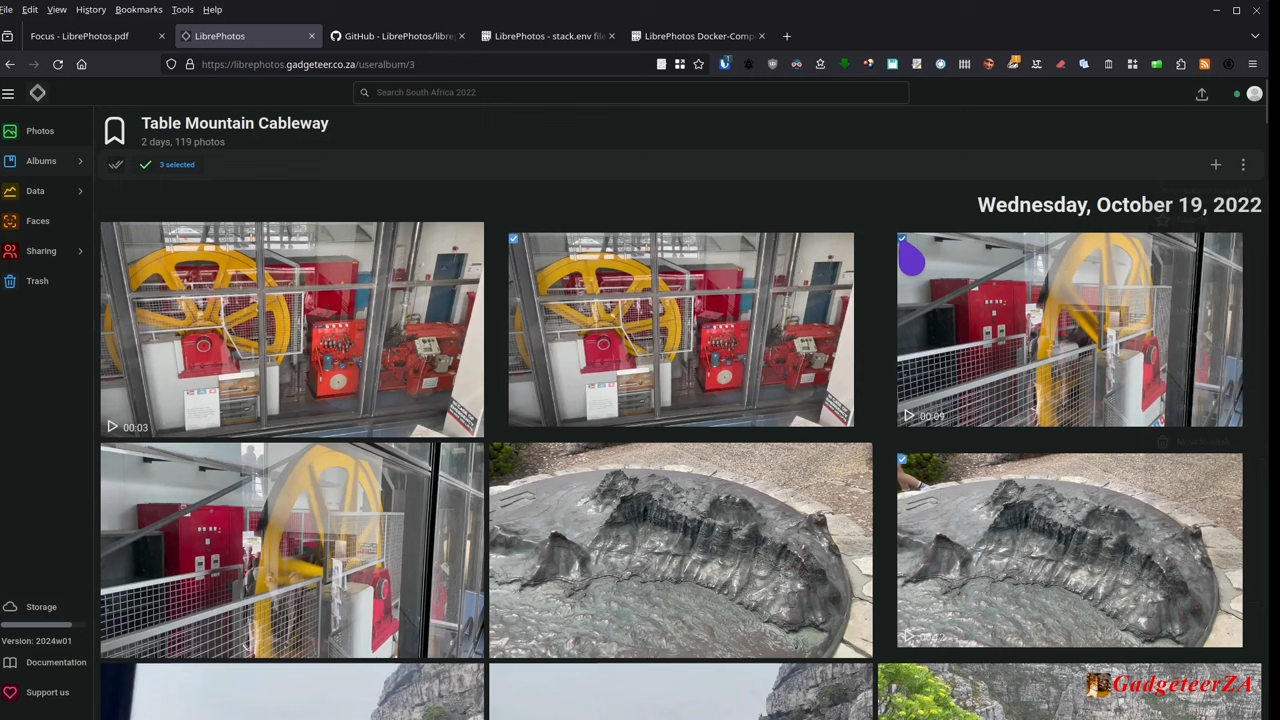 File Edit View History Bookmarks Tools Help
Focus - LibrePhotos.pdf
LibrePhotos
GitHub - LibrePhotos/libre
LibrePhotos - stack.env file
LibrePhotos Docker-Comp
https://librephotos.gadgeteer.co.za/useralbum/3
Search South Africa 2022
Photos
Albums
Data
Faces
Sharing
Trash
Table Mountain Cableway
2 days, 119 photos
3 selected
Wednesday, October 19, 2022
00:03
00:09
Storage
Version: 2024w01
Documentation
Support us
GadgeteerZA